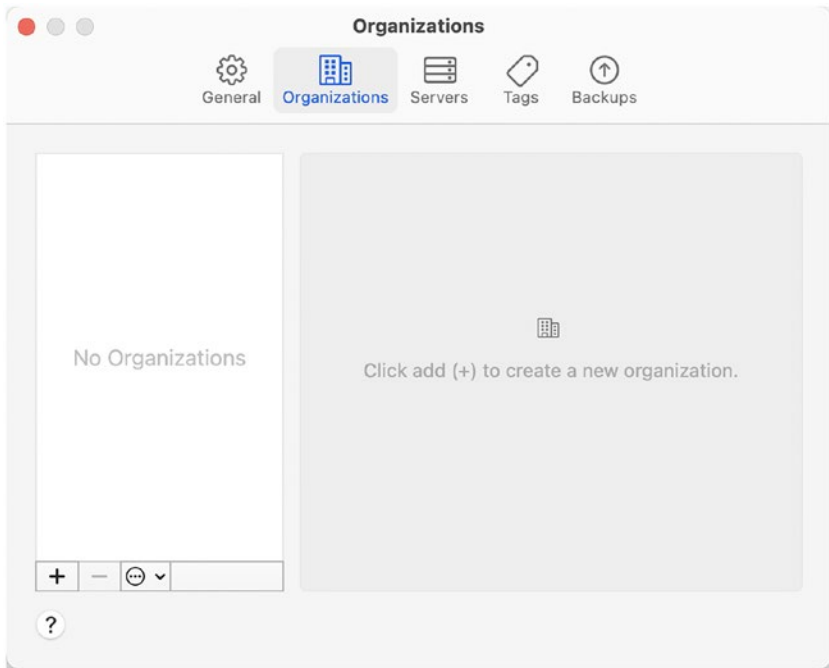 Organizations
General
Organizations
Servers
Tags
Backups
No Organizations
Click add (+) to create a new organization.
?